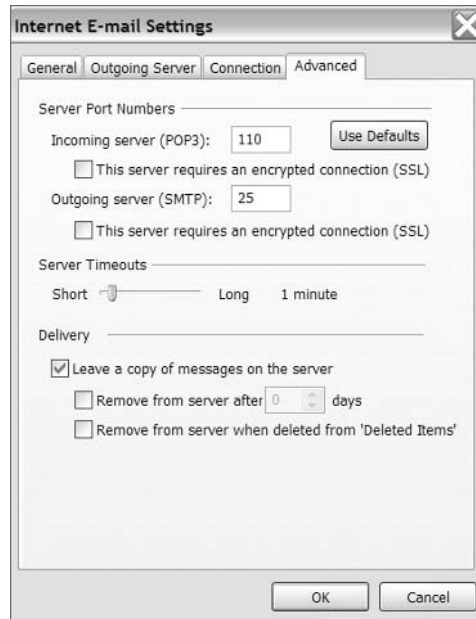 Internet E-mail Settings
General Outgoing Server Connection Advanced
Server Port Numbers
Incoming server (POP3): 110 Use Defaults
This server requires an encrypted connection (SSL)
Outgoing server (SMTP): 25
This server requires an encrypted connection (SSL)
Server Timeouts
Short Long 1 minute
Delivery
Leave a copy of messages on the server
Remove from server after 0 days
Remove from server when deleted from 'Deleted Items'
OK Cancel